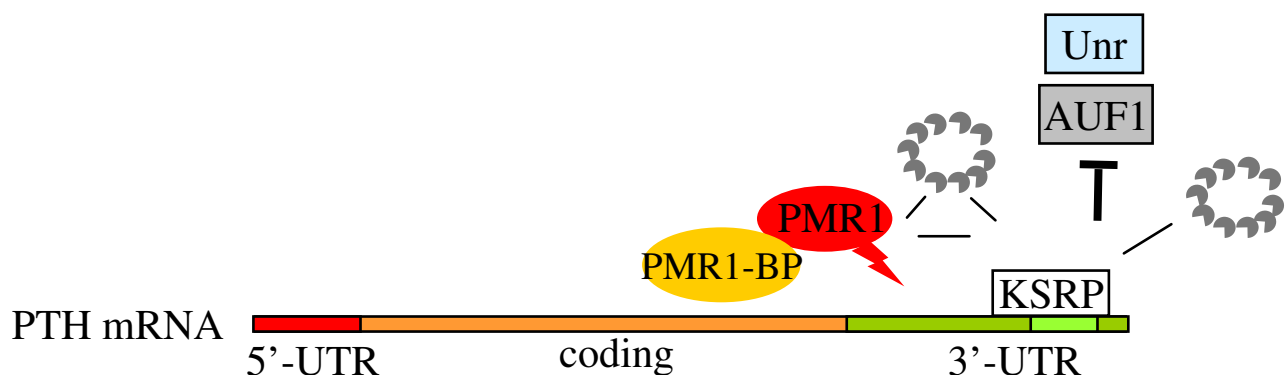 Unr
AUF1
PMR1
PMR1-BP
KSRP
PTH mRNA
5’-UTR
coding
3’-UTR